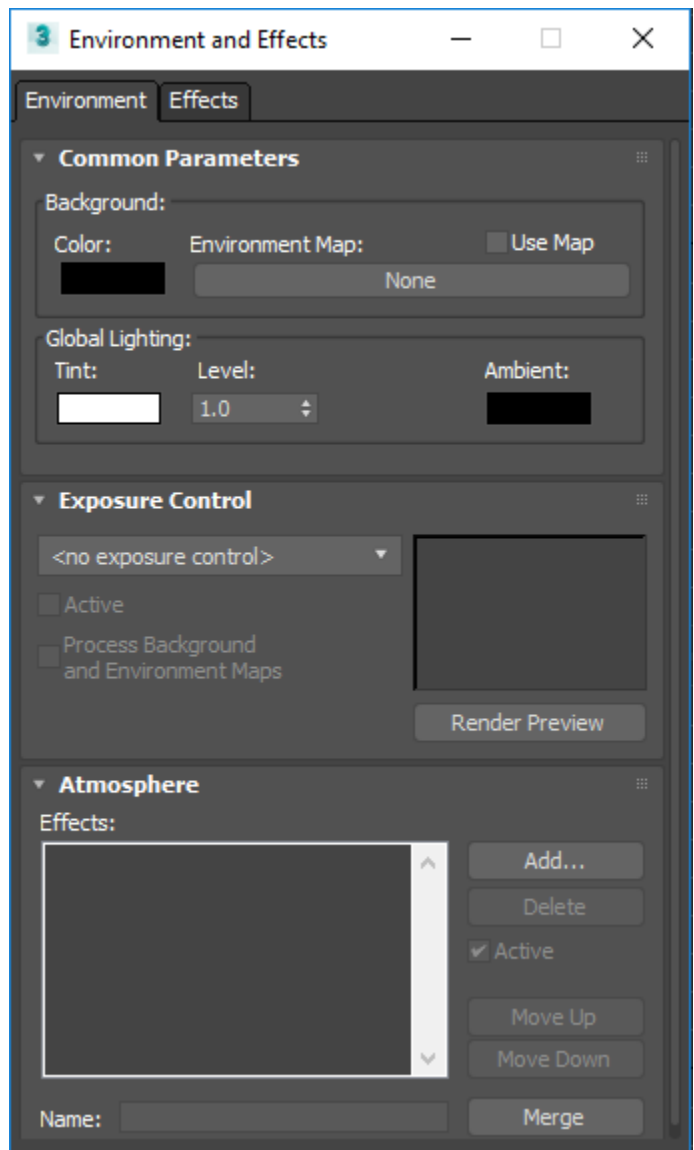 3 Environment and Effects
Environment Effects
Common Parameters
Background:
Color: Environment Map: Use Map
None
Global Lighting:
Tint: Level: Ambient:
1.0
Exposure Control
<no exposure control>
Active
Process Background
and Environment Maps
Render Preview
Atmosphere
Effects:
Add...
Delete
Active
Move Up
Move Down
Name: Merge